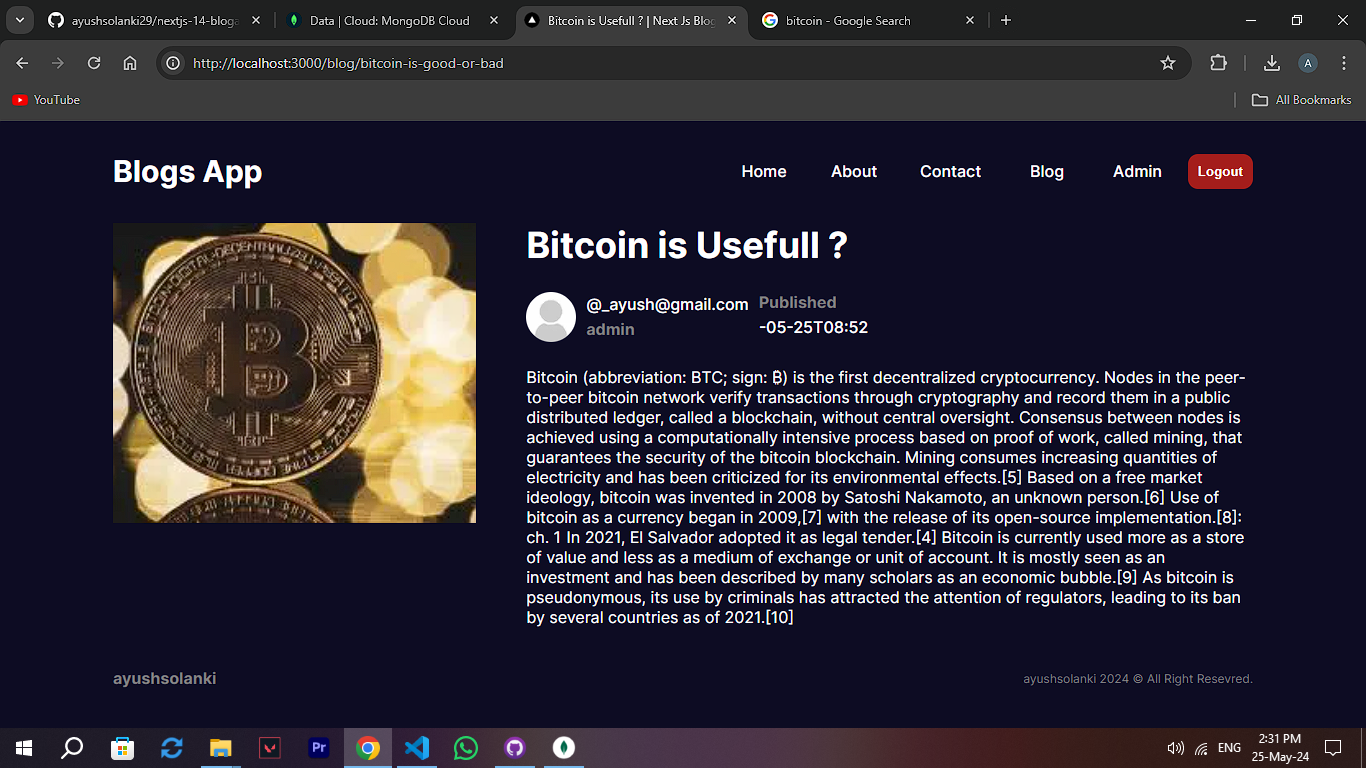 ayushsolanki29/nextjs-14-bloga
Data | Cloud: MongoDB Cloud
Bitcoin is Usefull ? | Next Js Bloc
bitcoin - Google Search
http://localhost:3000/blog/bitcoin-is-good-or-bad
A
YouTube
All Bookmarks
Blogs App
Home
About
Contact
Blog
Admin
Logout
Bitcoin is Usefull ?
@_ayush@gmail.com
admin
Published
-05-25T08:52
Bitcoin (abbreviation: BTC; sign: ₿) is the first decentralized cryptocurrency. Nodes in the peer-
to-peer bitcoin network verify transactions through cryptography and record them in a public
distributed ledger, called a blockchain, without central oversight. Consensus between nodes is
achieved using a computationally intensive process based on proof of work, called mining, that
guarantees the security of the bitcoin blockchain. Mining consumes increasing quantities of
electricity and has been criticized for its environmental effects.[5] Based on a free market
ideology, bitcoin was invented in 2008 by Satoshi Nakamoto, an unknown person.[6] Use of
bitcoin as a currency began in 2009,[7] with the release of its open-source implementation.[8]:
ch. 1 In 2021, El Salvador adopted it as legal tender.[4] Bitcoin is currently used more as a store
of value and less as a medium of exchange or unit of account. It is mostly seen as an
investment and has been described by many scholars as an economic bubble.[9] As bitcoin is
pseudonymous, its use by criminals has attracted the attention of regulators, leading to its ban
by several countries as of 2021.[10]
ayushsolanki
ayushsolanki 2024 © All Right Resevred.
Pr
ENG
2:31 PM
25-May-24